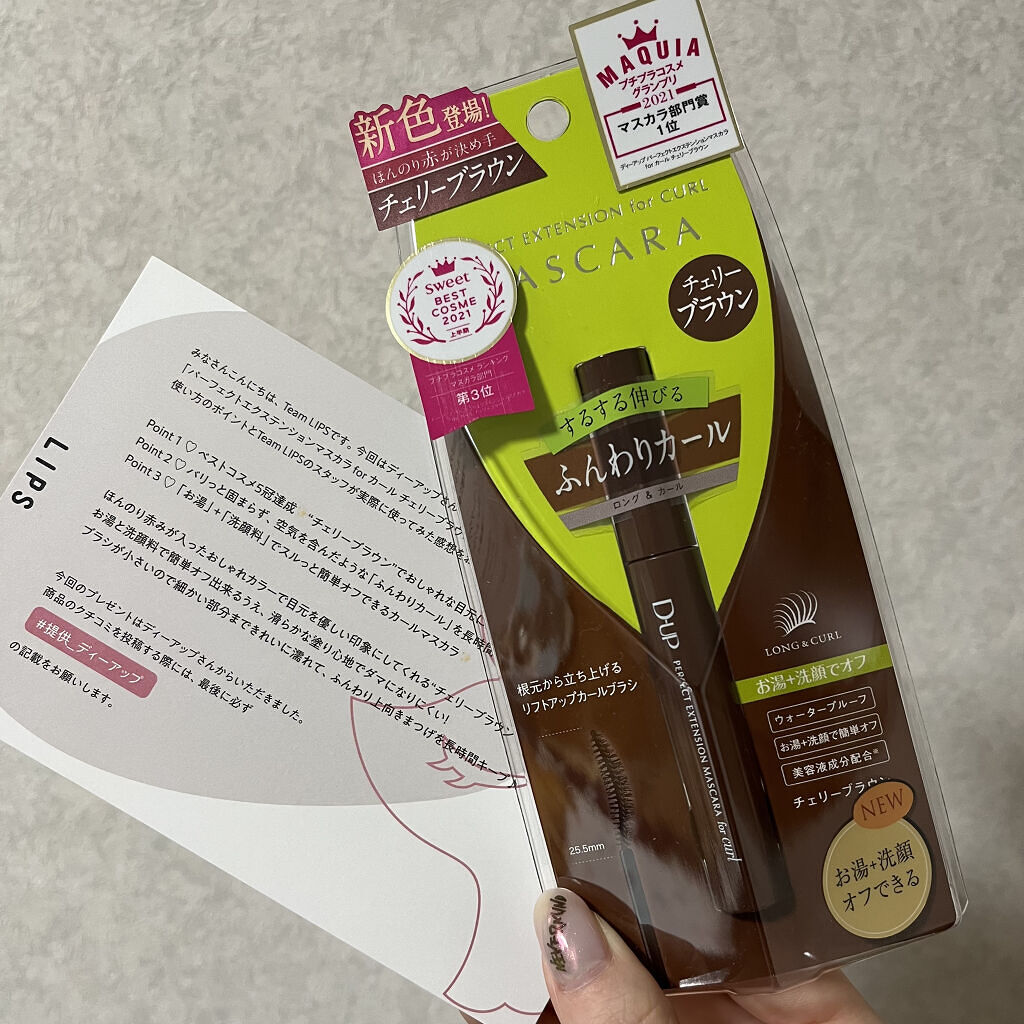 新色登場!
ほんのり赤が決め手
チェリーブラウン
MAQUIA
プチプラコスメ
グランプリ
2021
マスカラ部門賞
1位
ディーアップ パーフェクトエクステンションマスカラ
for カール チェリーブラウン
CT EXTENSION for CURL
ASCARA
チェリー
ブラウン
Sweet
BEST
COSME
2021
上半期
プチプラコスメ ランキング
マスカラ部門
第3位
するする伸びる
ふんわりカール
ロング & カール
D-UP PERFECT EXTENSION MASCARA for curl
根元から立ち上げる
リフトアップカールブラシ
25.5mm
LONG & CURL
お湯+洗顔でオフ
ウォータープルーフ
お湯+洗顔で簡単オフ
美容液成分配合※
チェリーブラウン
NEW
お湯+洗顔
オフできる
NEVERMIND
LIPS
みなさんこんにちは、Team LIPSです。今回はディーアップさん
「パーフェクトエクステンションマスカラ for カール チェリーブラウ
使い方のポイントとTeam LIPSのスタッフが実際に使ってみた感想を
Point 1 ♡ ベストコスメ5冠達成✨"チェリーブラウン"でおしゃれな目元に
Point 2 ♡ バリっと固まらず、空気を含んだような「ふんわりカール」を長時間
Point 3 ♡ 「お湯」+「洗顔料」でスルっと簡単オフできるカールマスカラ✨
ほんのり赤みが入ったおしゃれカラーで目元を優しい印象にしてくれる"チェリーブラウン
お湯と洗顔料で簡単オフ出来るうえ、滑らかな塗り心地でダマになりにくい!
ブラシが小さいので細かい部分まできれいに濡れて、ふんわり上向きまつげを長時間キープ♪
今回のプレゼントはディーアップさんからいただきました。
商品のクチコミを投稿する際には、最後に必ず
#提供_ディーアップ
の記載をお願いします。